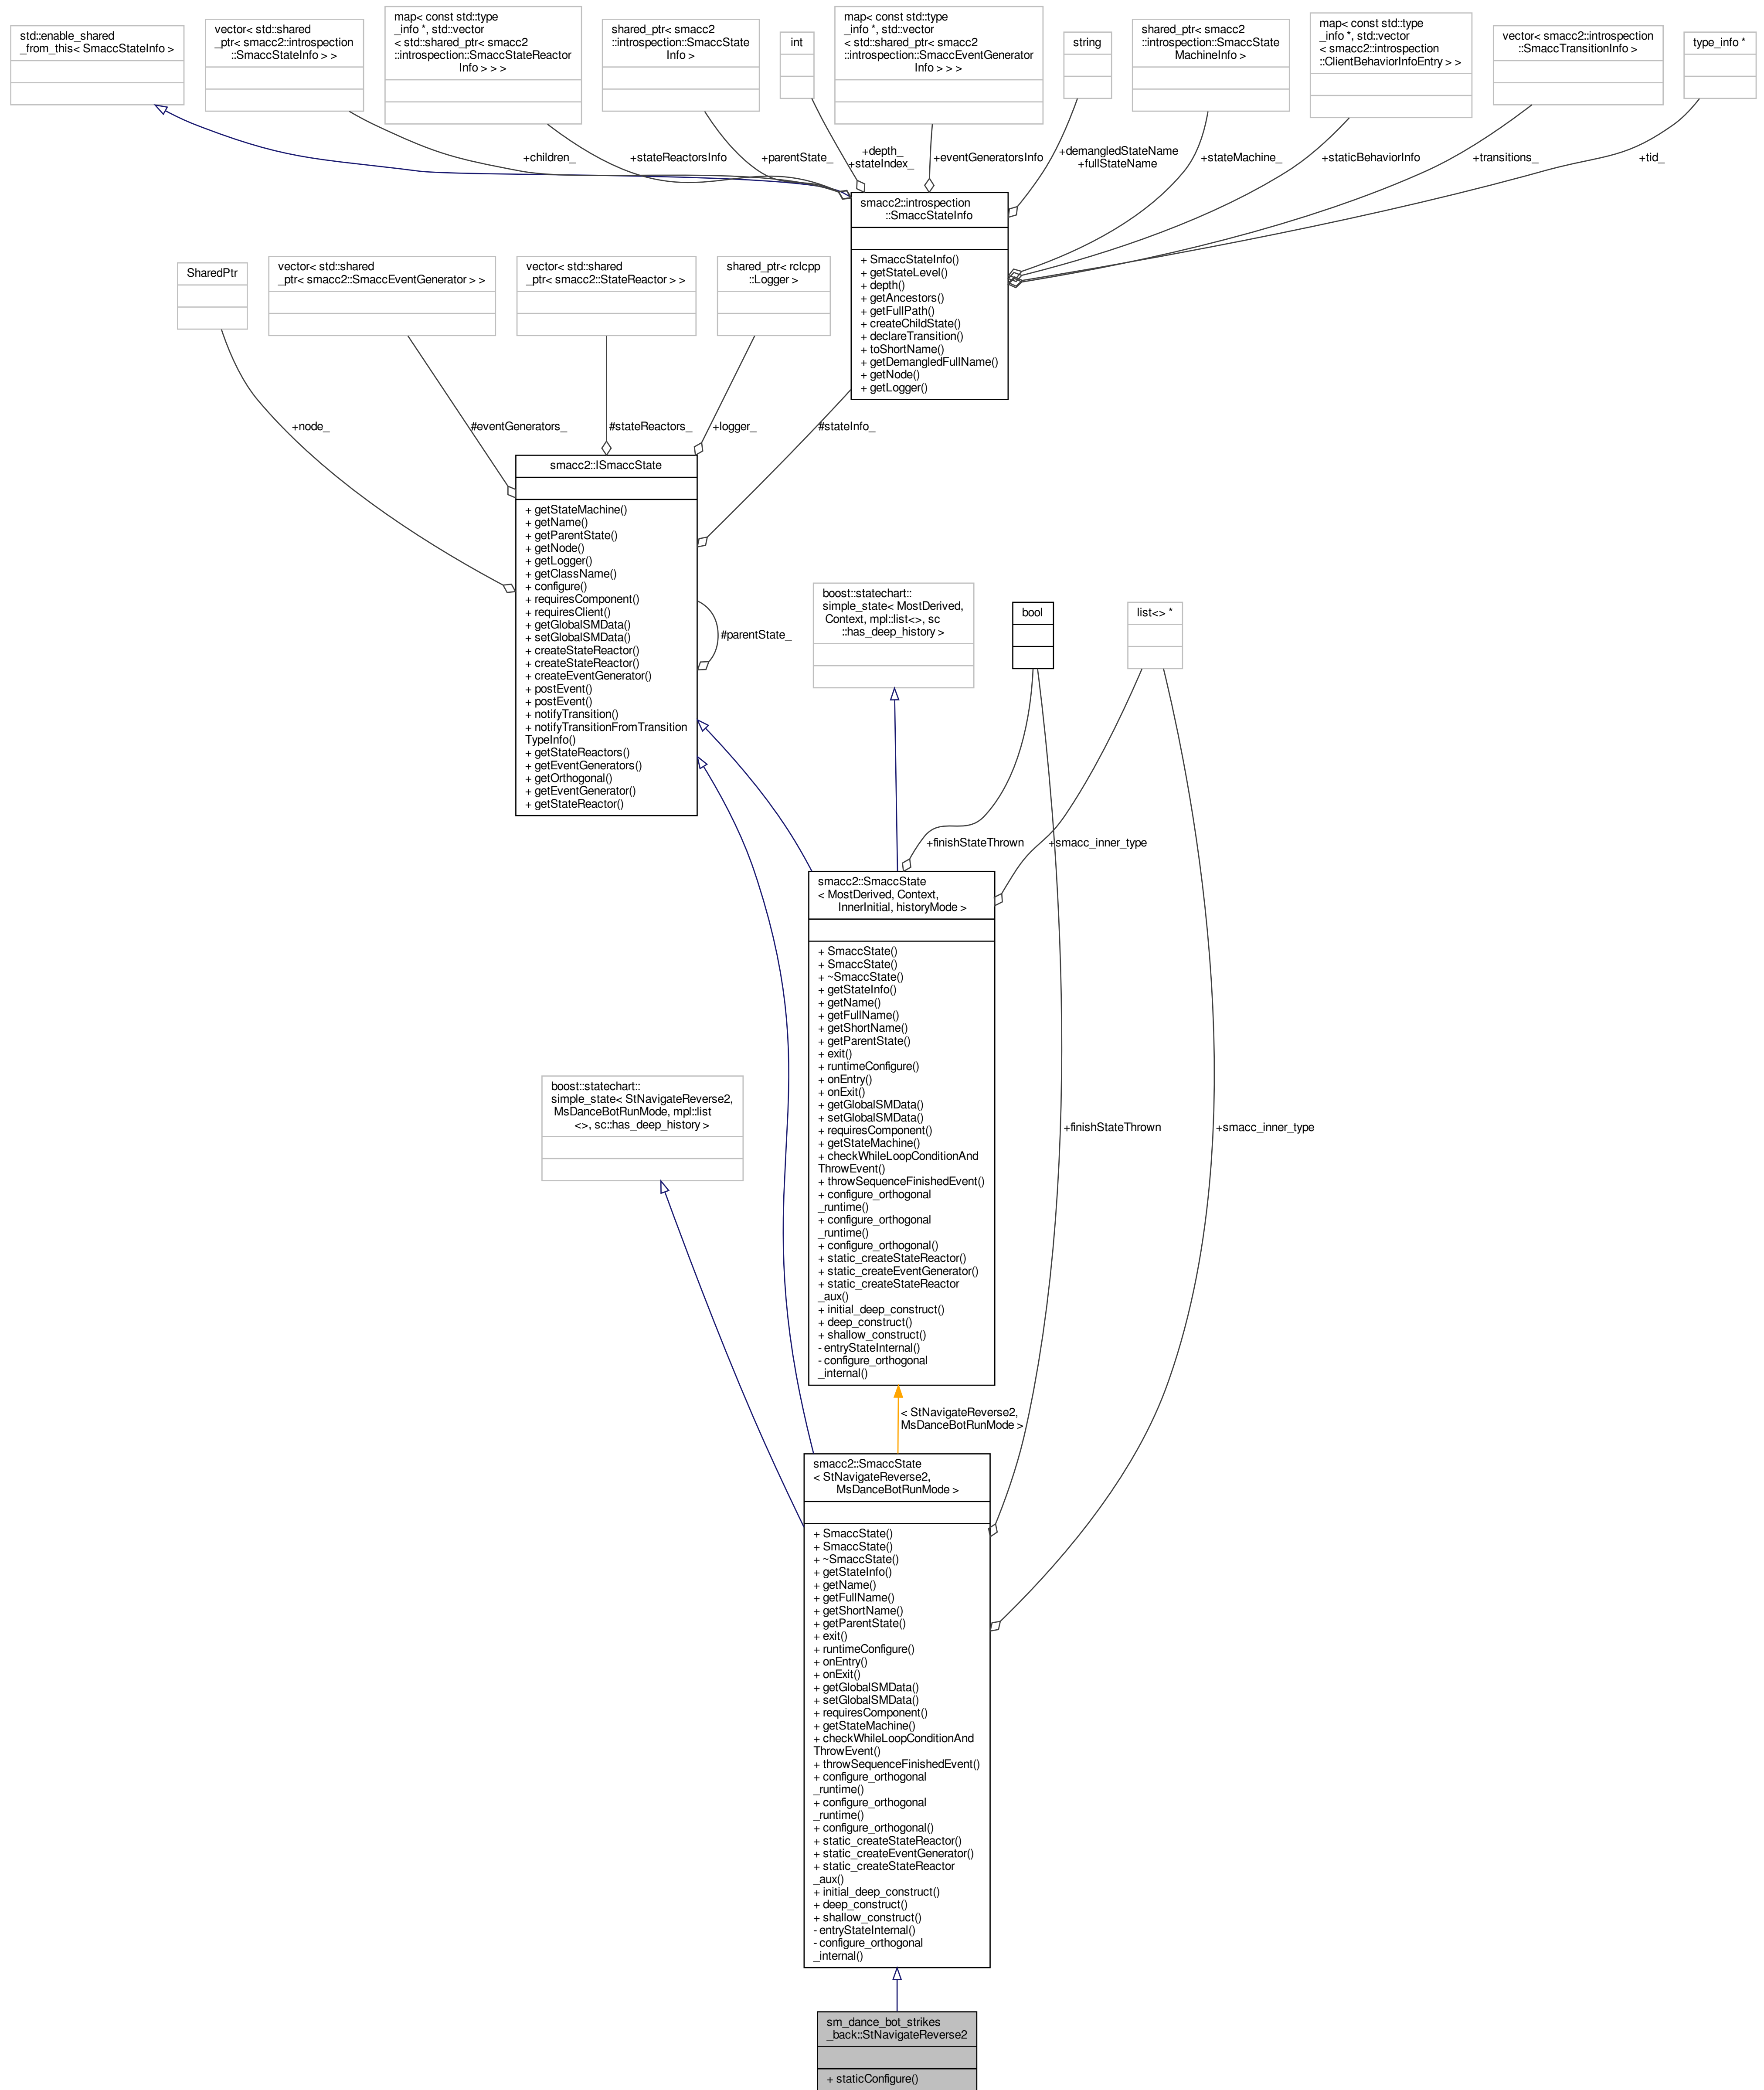 std::enable_shared
_from_this< SmaccStateInfo >
vector< std::shared
_ptr< smacc2::introspection
::SmaccStateInfo > >
map< const std::type
_info *, std::vector
< std::shared_ptr< smacc2
::introspection::SmaccStateReactor
Info > > >
shared_ptr< smacc2
::introspection::SmaccState
Info >
int
map< const std::type
_info *, std::vector
< std::shared_ptr< smacc2
::introspection::SmaccEventGenerator
Info > > >
string
shared_ptr< smacc2
::introspection::SmaccState
MachineInfo >
map< const std::type
_info *, std::vector
< smacc2::introspection
::ClientBehaviorInfoEntry > >
vector< smacc2::introspection
::SmaccTransitionInfo >
type_info *
+children_
+stateReactorsInfo
+parentState_
+depth_
+stateIndex_
+eventGeneratorsInfo
+demangledStateName
+fullStateName
+stateMachine_
+staticBehaviorInfo
+transitions_
+tid_
smacc2::introspection
::SmaccStateInfo
+ SmaccStateInfo()
+ getStateLevel()
+ depth()
+ getAncestors()
+ getFullPath()
+ createChildState()
+ declareTransition()
+ toShortName()
+ getDemangledFullName()
+ getNode()
+ getLogger()
SharedPtr
vector< std::shared
_ptr< smacc2::SmaccEventGenerator > >
vector< std::shared
_ptr< smacc2::StateReactor > >
shared_ptr< rclcpp
::Logger >
+node_
#eventGenerators_
#stateReactors_
+logger_
#stateInfo_
smacc2::ISmaccState
+ getStateMachine()
+ getName()
+ getParentState()
+ getNode()
+ getLogger()
+ getClassName()
+ configure()
+ requiresComponent()
+ requiresClient()
+ getGlobalSMData()
+ setGlobalSMData()
+ createStateReactor()
+ createStateReactor()
+ createEventGenerator()
+ postEvent()
+ postEvent()
+ notifyTransition()
+ notifyTransitionFromTransition
TypeInfo()
+ getStateReactors()
+ getEventGenerators()
+ getOrthogonal()
+ getEventGenerator()
+ getStateReactor()
#parentState_
boost::statechart::
simple_state< MostDerived,
Context, mpl::list<>, sc
::has_deep_history >
bool
list<> *
+finishStateThrown
+smacc_inner_type
smacc2::SmaccState
< MostDerived, Context,
InnerInitial, historyMode >
+ SmaccState()
+ SmaccState()
+ ~SmaccState()
+ getStateInfo()
+ getName()
+ getFullName()
+ getShortName()
+ getParentState()
+ exit()
+ runtimeConfigure()
+ onEntry()
+ onExit()
+ getGlobalSMData()
+ setGlobalSMData()
+ requiresComponent()
+ getStateMachine()
+ checkWhileLoopConditionAnd
ThrowEvent()
+ throwSequenceFinishedEvent()
+ configure_orthogonal
_runtime()
+ configure_orthogonal
_runtime()
+ configure_orthogonal()
+ static_createStateReactor()
+ static_createEventGenerator()
+ static_createStateReactor
_aux()
+ initial_deep_construct()
+ deep_construct()
+ shallow_construct()
- entryStateInternal()
- configure_orthogonal
_internal()
boost::statechart::
simple_state< StNavigateReverse2,
MsDanceBotRunMode, mpl::list
<>, sc::has_deep_history >
+finishStateThrown
+smacc_inner_type
< StNavigateReverse2,
MsDanceBotRunMode >
smacc2::SmaccState
< StNavigateReverse2,
MsDanceBotRunMode >
+ SmaccState()
+ SmaccState()
+ ~SmaccState()
+ getStateInfo()
+ getName()
+ getFullName()
+ getShortName()
+ getParentState()
+ exit()
+ runtimeConfigure()
+ onEntry()
+ onExit()
+ getGlobalSMData()
+ setGlobalSMData()
+ requiresComponent()
+ getStateMachine()
+ checkWhileLoopConditionAnd
ThrowEvent()
+ throwSequenceFinishedEvent()
+ configure_orthogonal
_runtime()
+ configure_orthogonal
_runtime()
+ configure_orthogonal()
+ static_createStateReactor()
+ static_createEventGenerator()
+ static_createStateReactor
_aux()
+ initial_deep_construct()
+ deep_construct()
+ shallow_construct()
- entryStateInternal()
- configure_orthogonal
_internal()
sm_dance_bot_strikes
_back::StNavigateReverse2
+ staticConfigure()